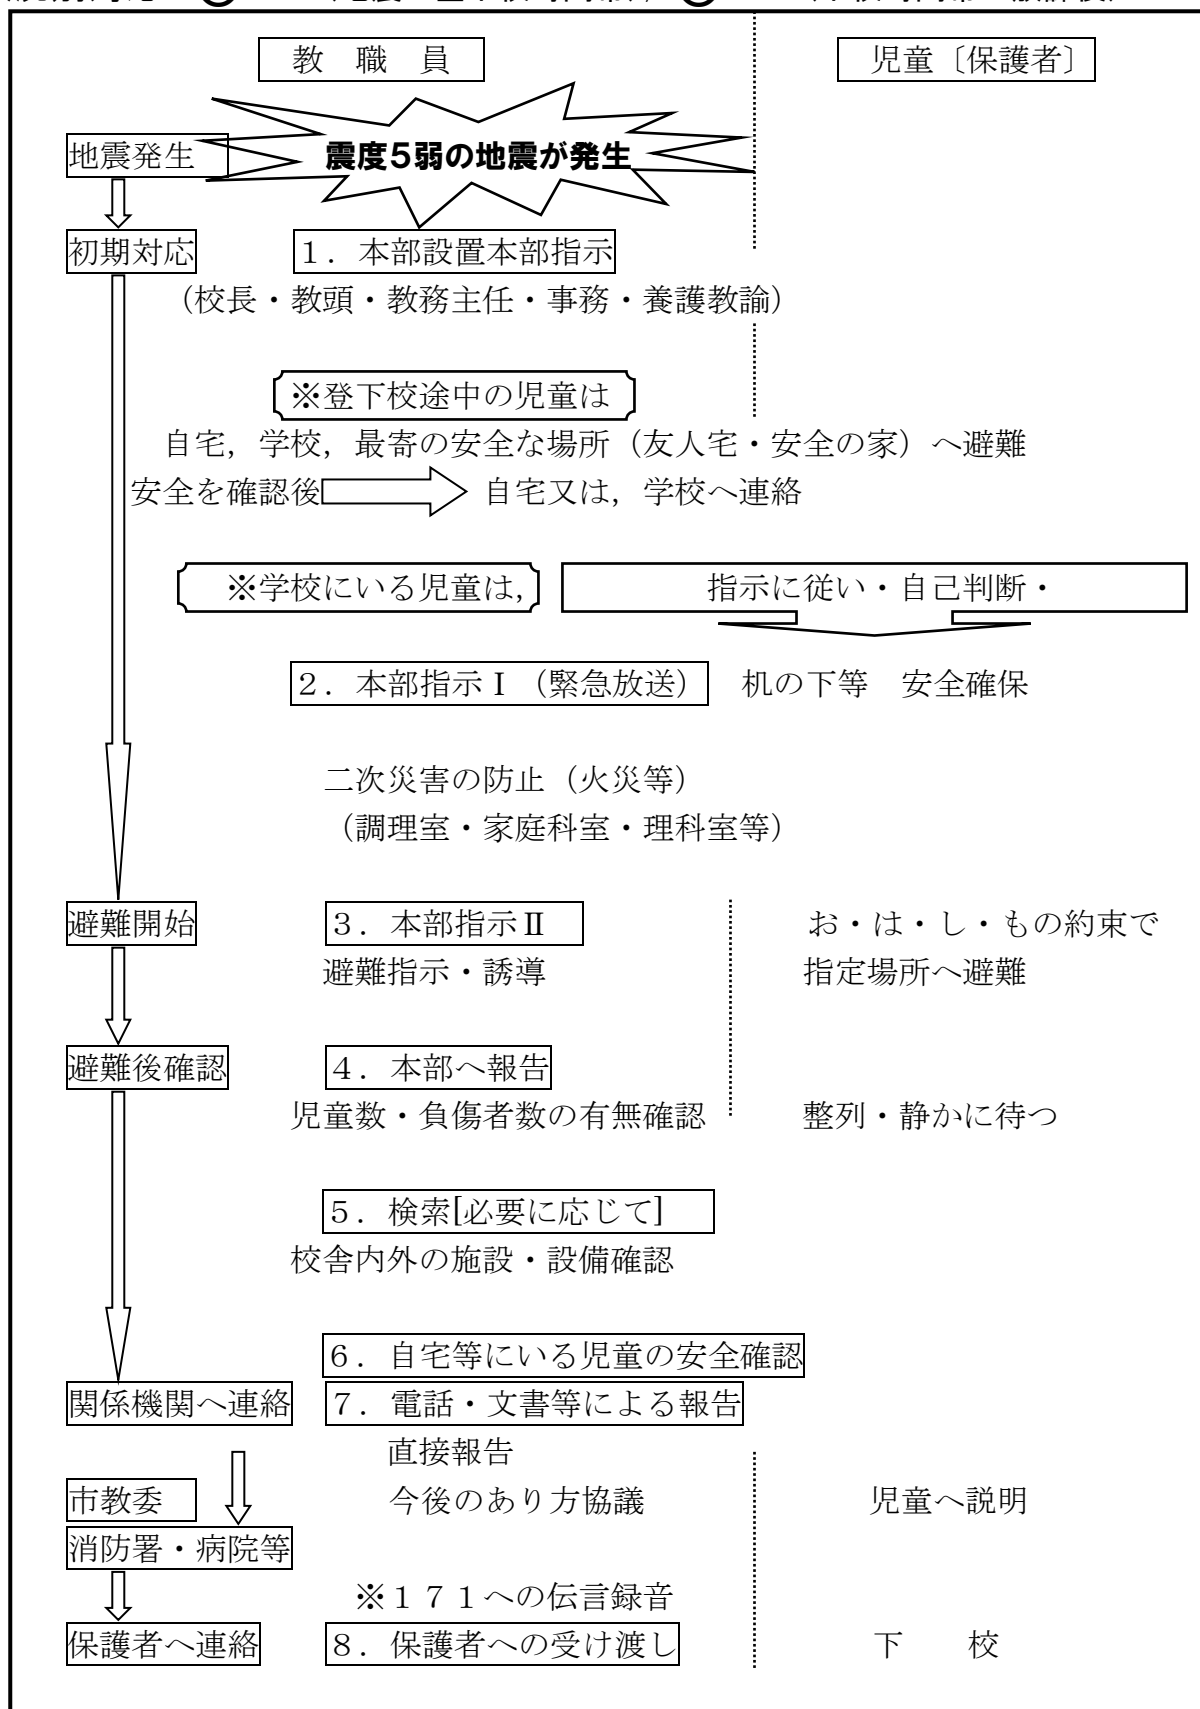 教　職　員　児童〔保護者〕
地震発生　震度5弱の地震が発生
初期対応　１．本部設置本部指示
（校長・教頭・教務主任・事務・養護教諭）
※登下校途中の児童は
自宅，学校，最寄の安全な場所（友人宅・安全の家）へ避難
安全を確認後　自宅又は，学校へ連絡
※学校にいる児童は，　指示に従い・自己判断・
２．本部指示Ⅰ（緊急放送）　机の下等　安全確保
二次災害の防止（火災等）
（調理室・家庭科室・理科室等）
避難開始　３．本部指示Ⅱ　お・は・し・もの約束で
避難指示・誘導　指定場所へ避難
避難後確認　４．本部へ報告
児童数・負傷者数の有無確認　整列・静かに待つ
５．検索[必要に応じて]
校舎内外の施設・設備確認
６．自宅等にいる児童の安全確認
関係機関へ連絡　７．電話・文書等による報告
直接報告
市教委　今後のあり方協議　児童へ説明
消防署・病院等
※１７１への伝言録音
保護者へ連絡　８．保護者への受け渡し　下　校